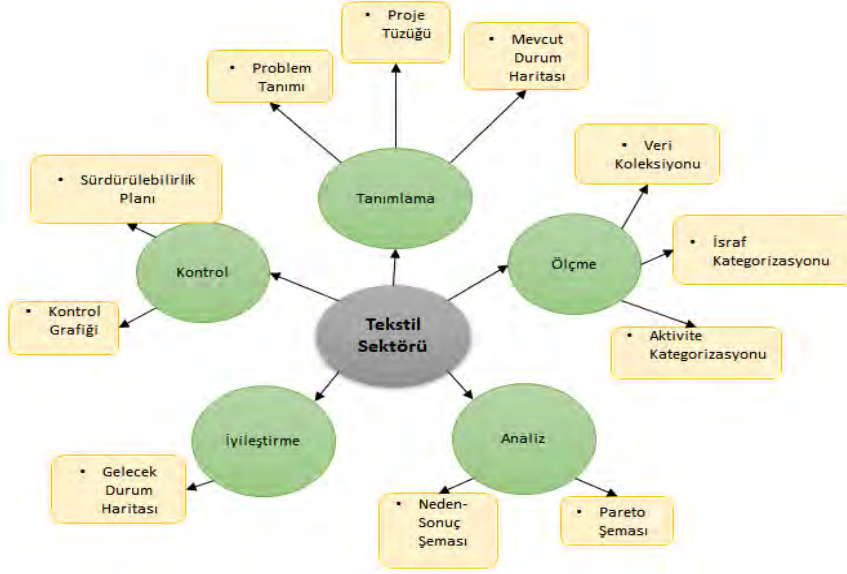 • Proje
Tüzüğü
• Problem
Tanımı
• Mevcut
Durum
Haritası
Tanımlama
• Veri
Koleksiyonu
• Sürdürülebilirlik
Planı
• İsraf
Kategorizasyonu
Kontrol
Ölçme
• Kontrol
Grafiği
Tekstil
Sektörü
• Aktivite
Kategorizasyonu
İyileştirme
Analiz
• Gelecek
Durum
Haritası
• Neden-
Sonuç
Şeması
• Pareto
Şeması